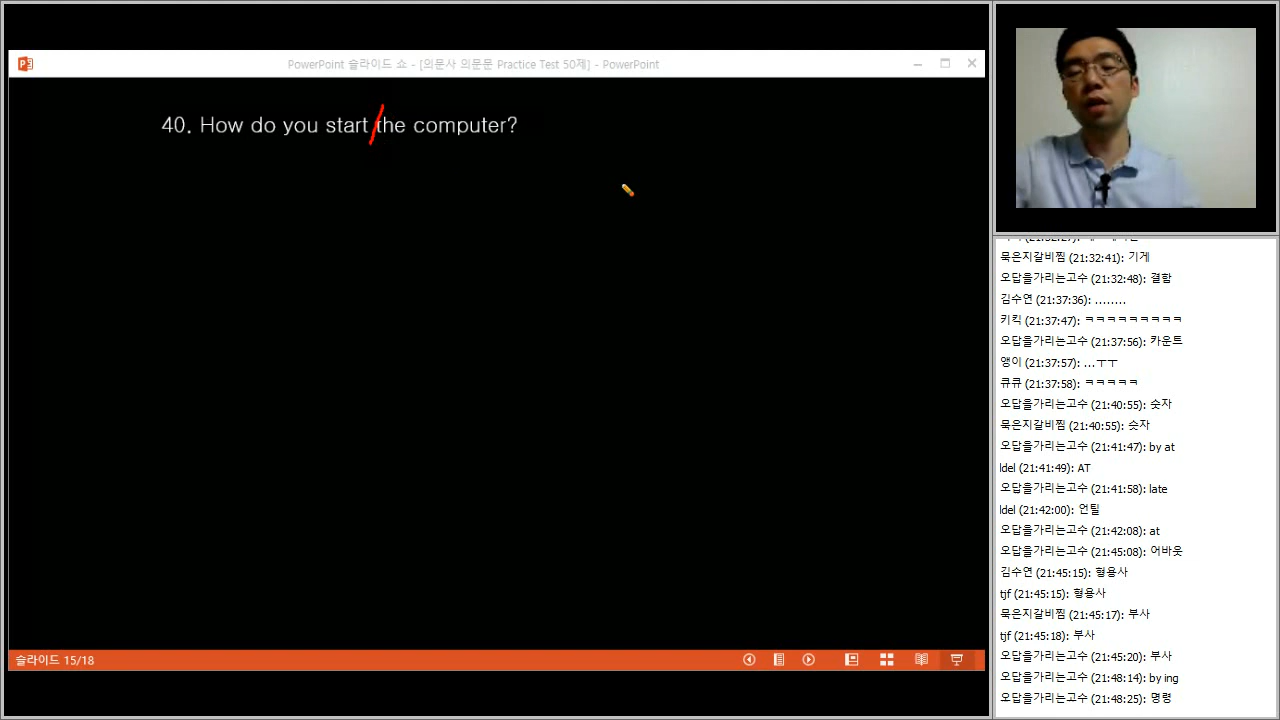 PowerPoint 슬라이드 쇼 - [의문사 의문문 Practice Test 50제] - PowerPoint
40. How do you start the computer?
슬라이드 15/18
묵은지갈비찜 (21:32:41): 기게
오답을가리는고수 (21:32:48): 결함
김수연 (21:37:36): ........
키킥 (21:37:47): ㅋㅋㅋㅋㅋㅋㅋㅋㅋ
오답을가리는고수 (21:37:56): 카운트
앵이 (21:37:57): ...ㅜㅜ
큐큐 (21:37:58): ㅋㅋㅋㅋㅋ
오답을가리는고수 (21:40:55): 숫자
묵은지갈비찜 (21:40:55): 숫자
오답을가리는고수 (21:41:47): by at
ldel (21:41:49): AT
오답을가리는고수 (21:41:58): late
ldel (21:42:00): 언틸
오답을가리는고수 (21:42:08): at
오답을가리는고수 (21:45:08): 어바웃
김수연 (21:45:15): 형용사
tjf (21:45:15): 형용사
묵은지갈비찜 (21:45:17): 부사
tjf (21:45:18): 부사
오답을가리는고수 (21:45:20): 부사
오답을가리는고수 (21:48:14): by ing
오답을가리는고수 (21:48:25): 명령